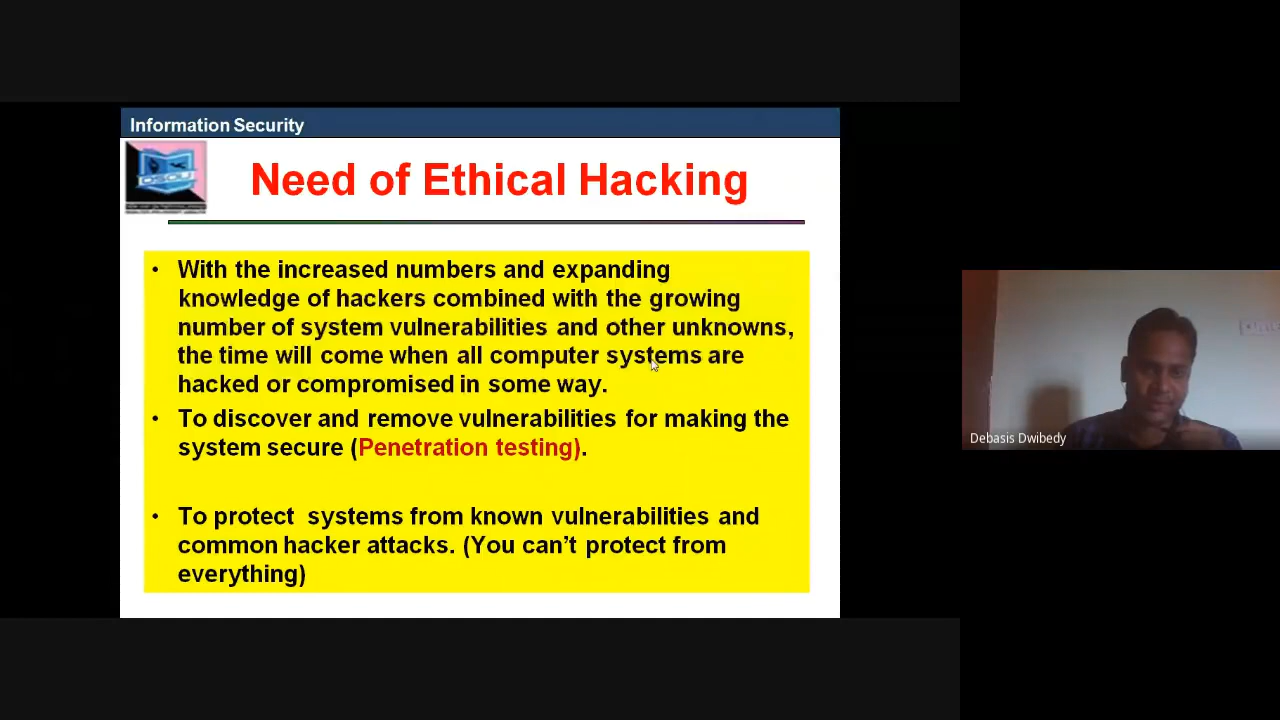 Information Security
OSOU
Need of Ethical Hacking
• With the increased numbers and expanding
knowledge of hackers combined with the growing
number of system vulnerabilities and other unknowns,
the time will come when all computer systems are
hacked or compromised in some way.
• To discover and remove vulnerabilities for making the
system secure (Penetration testing).
• To protect systems from known vulnerabilities and
common hacker attacks. (You can’t protect from
everything)
Debasis Dwibedy